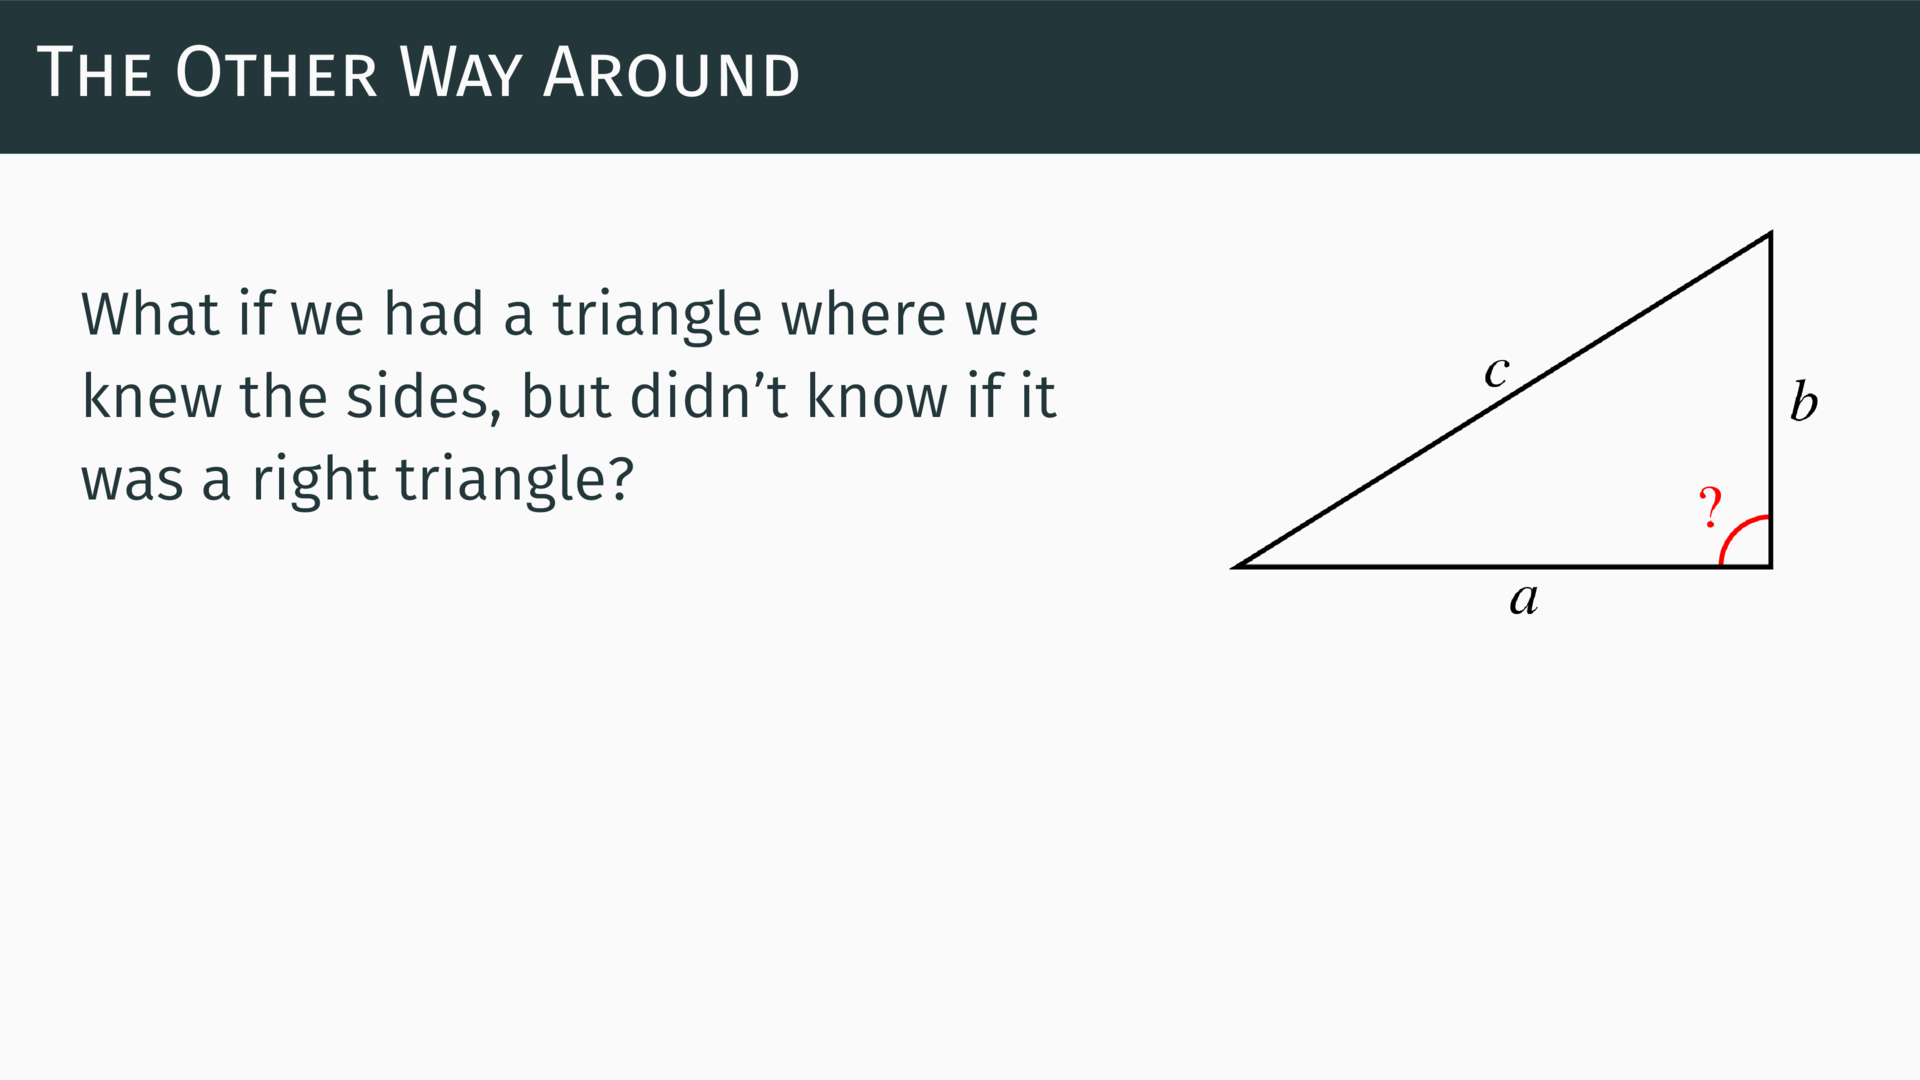 The Other Way Around
What if we had a triangle where we
knew the sides, but didn’t know if it
was a right triangle?
c
b
?
a